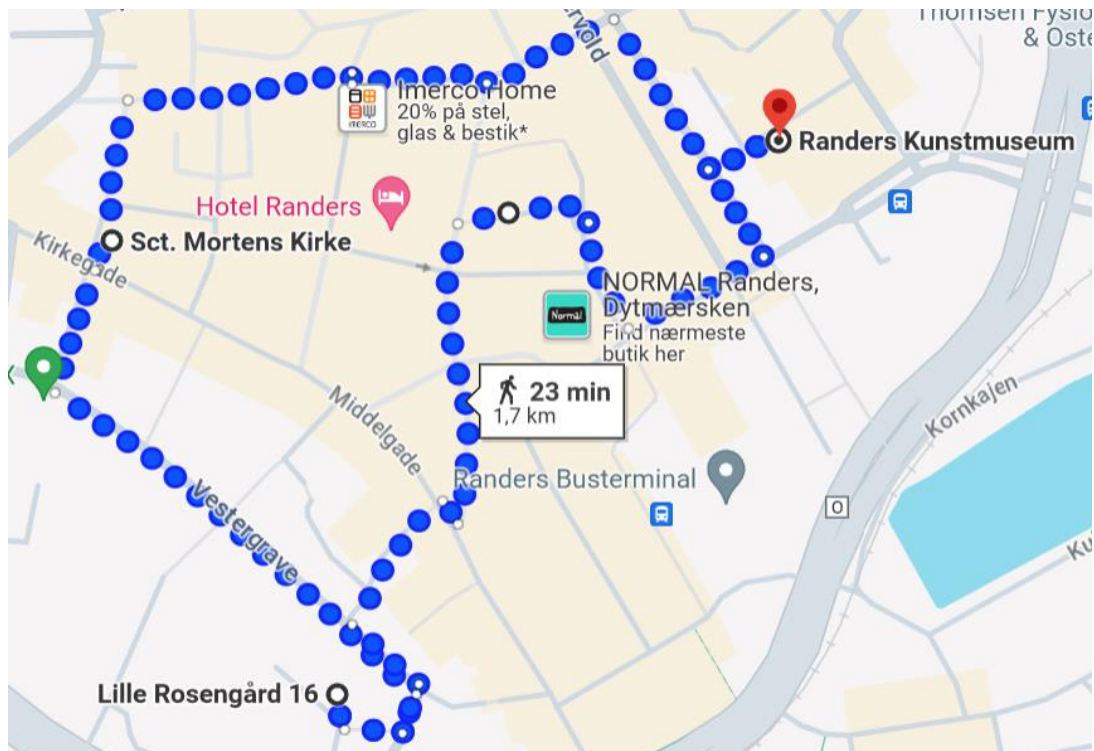 Thomsen Fysio
& Oste
ervold
Imerco Home
20% på stel,
glas & bestik*
IMERCO
Randers Kunstmuseum
Hotel Randers
Sct. Mortens Kirke
Kirkegade
NORMAL Randers,
Dytmærsken
Find nærmeste
butik her
Normal
23 min
1,7 km
Middelgade
Kornkajen
Randers Busterminal
O
Vestergrave
Ku
Lille Rosengård 16